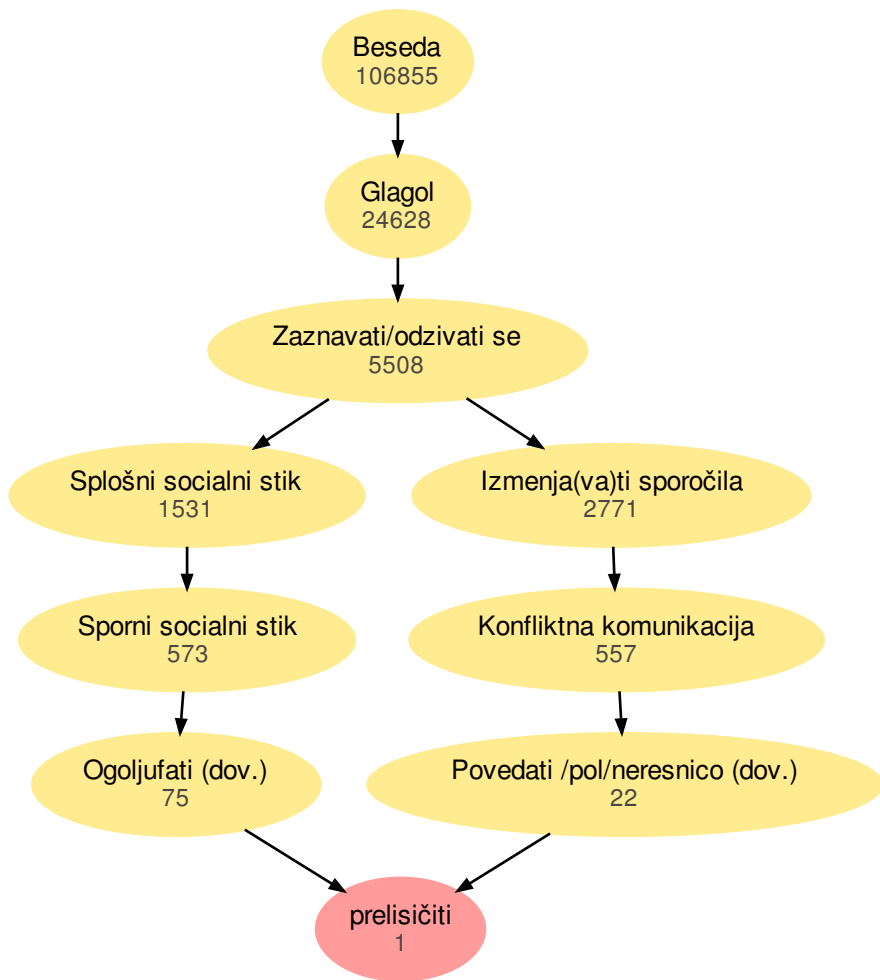 Beseda
106855
Glagol
24628
Zaznavati/odzivati se
5508
Splošni socialni stik
1531
Izmenja(va)ti sporočila
2771
Sporni socialni stik
573
Konfliktna komunikacija
557
Ogoljufati (dov.)
75
Povedati /pol/neresnico (dov.)
22
prelisičiti
1